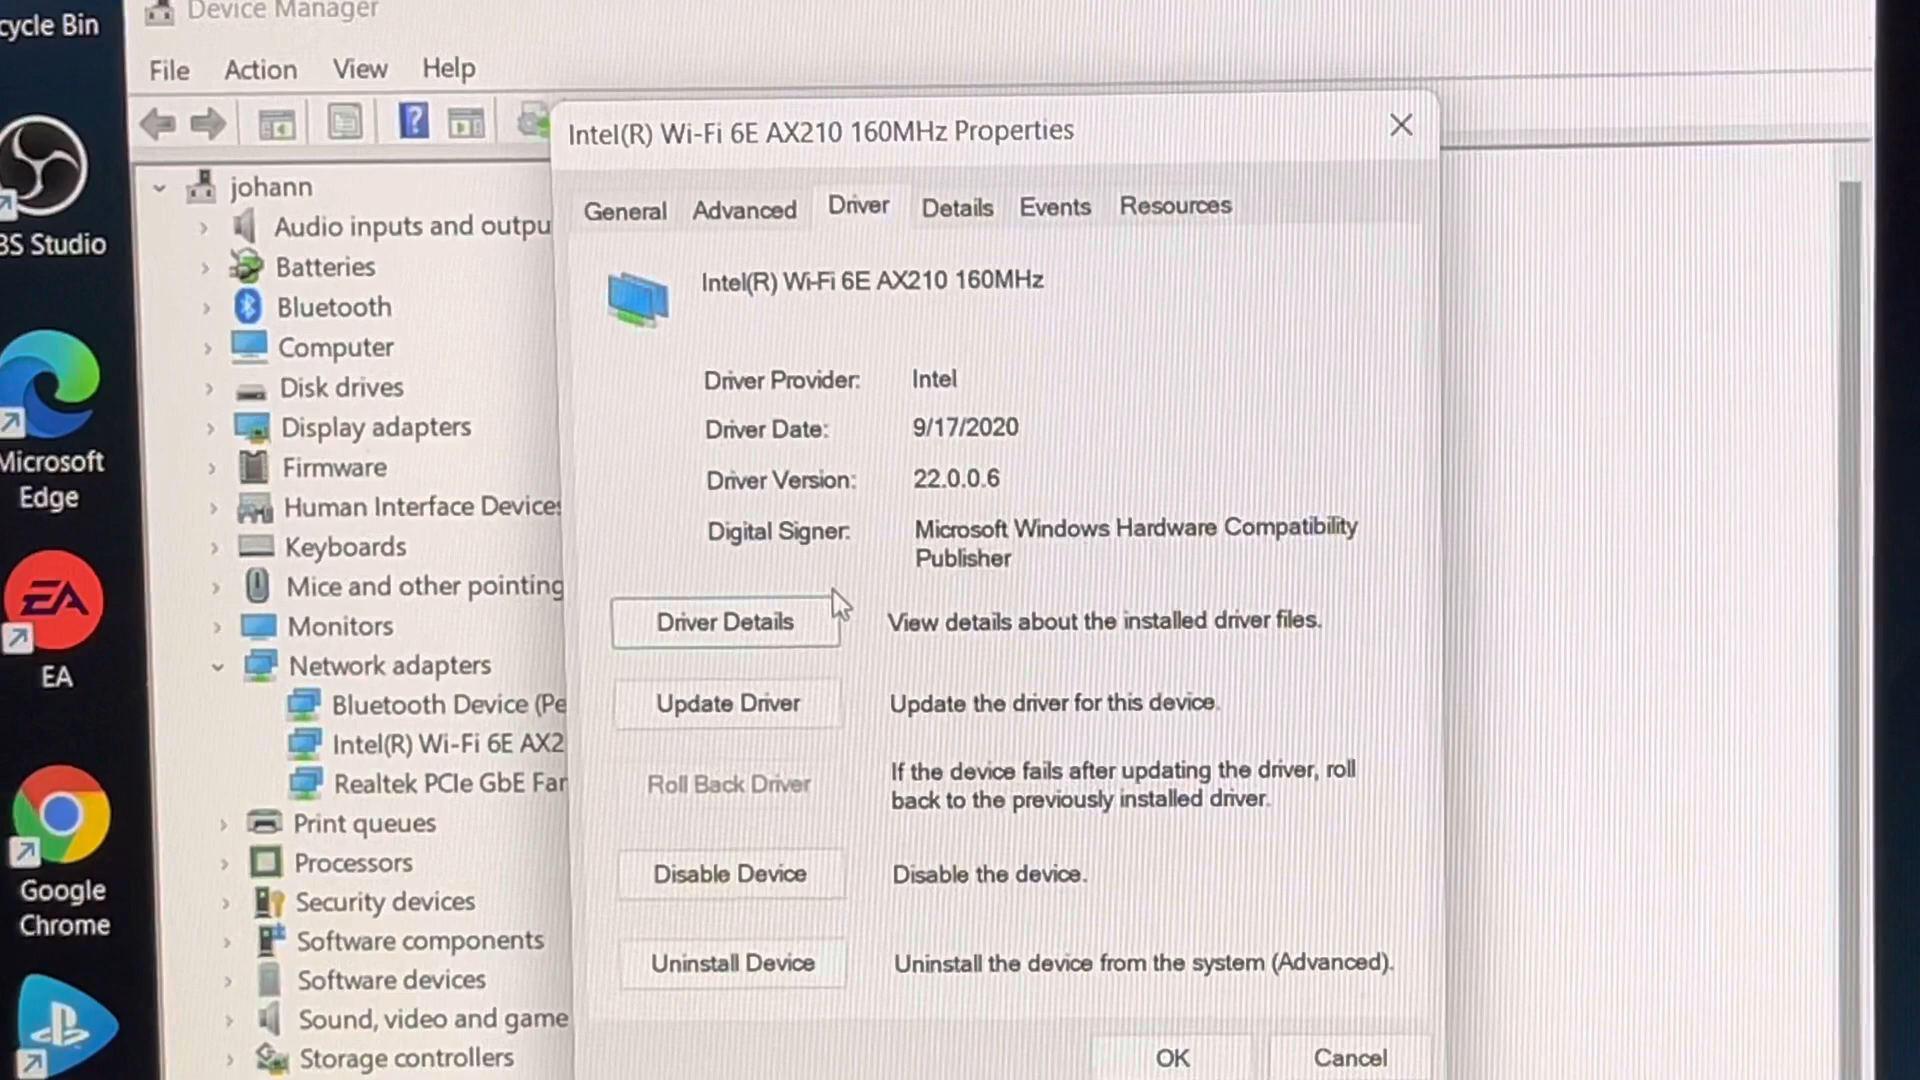 cycle Bin
Device Manager
File Action View Help
Intel(R) Wi-Fi 6E AX210 160MHz Properties
General Advanced Driver Details Events Resources
Intel(R) Wi-Fi 6E AX210 160MHz
Driver Provider: Intel
Driver Date: 9/17/2020
Driver Version: 22.0.0.6
Digital Signer: Microsoft Windows Hardware Compatibility
Publisher
Driver Details View details about the installed driver files.
Update Driver Update the driver for this device.
Roll Back Driver If the device fails after updating the driver, roll
back to the previously installed driver.
Disable Device Disable the device.
Uninstall Device Uninstall the device from the system (Advanced).
OK Cancel
johann
Audio inputs and outpu
Batteries
Bluetooth
Computer
Disk drives
Display adapters
Firmware
Human Interface Devices
Keyboards
Mice and other pointing
Monitors
Network adapters
Bluetooth Device (Pe
Intel(R) Wi-Fi 6E AX2
Realtek PCIe GbE Fam
Print queues
Processors
Security devices
Software components
Software devices
Sound, video and game
Storage controllers
BS Studio
Microsoft
Edge
EA
EA
Google
Chrome